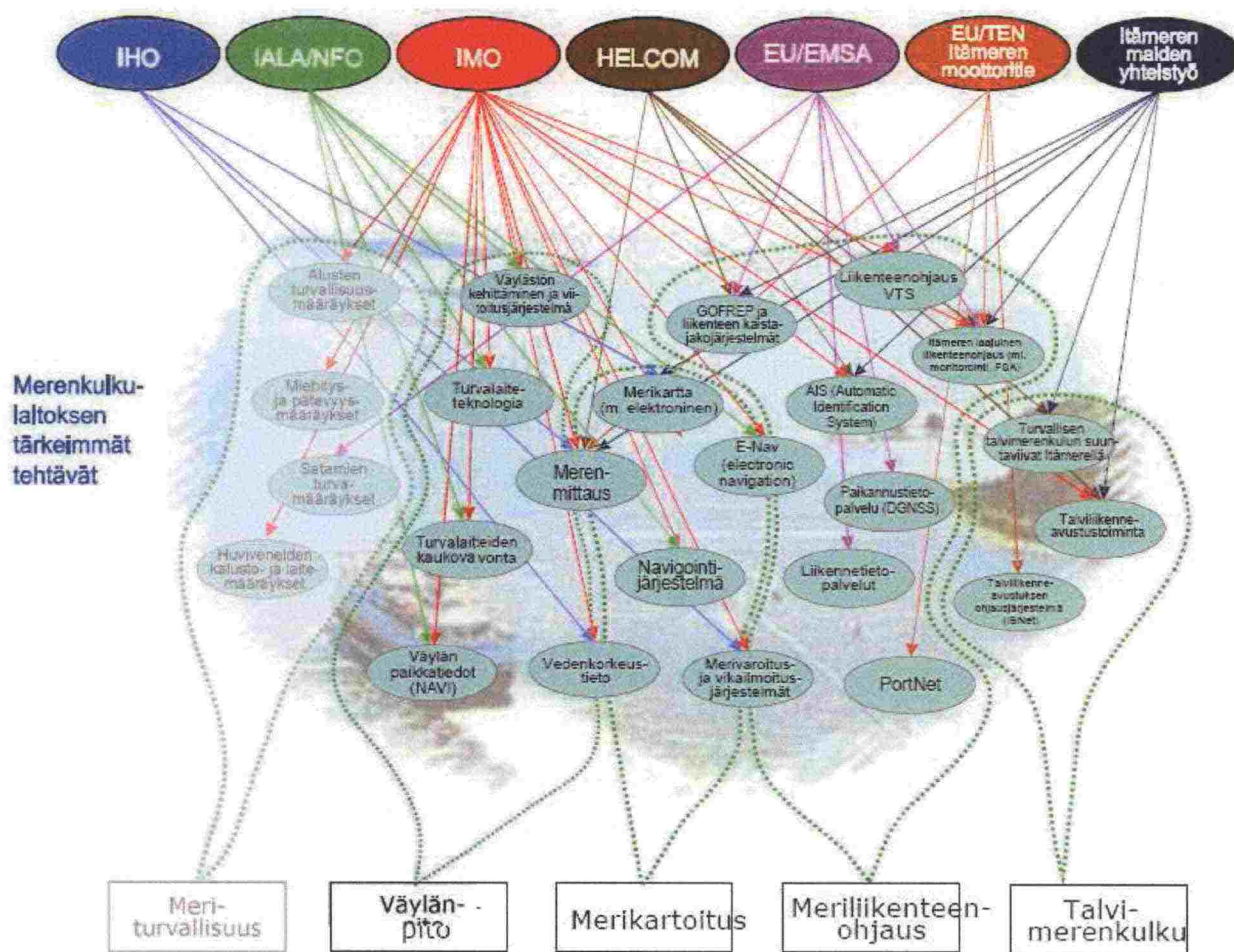 IHO
IALA/NFO
IMO
HELCOM
EU/EMSA
EU/TEN
Itämeren
moottoritie
Itämeren
maiden
yhteistyö
Merenkulku-
laitoksen
tärkeimmät
tehtävät
Alusten
turvallisuus-
määräykset
Väylästön
kehittäminen ja vii-
toitusjärjestelmä
GOFREP ja
liikenteen kaista-
jakojärjestelmät
Liikenteenohjaus
VTS
Itämeren laajuinen
liikenteenohjaus (ml.
monitorointi, FSA)
Miehitys-
ja pätevyys-
määräykset
Turvalaite-
teknologia
Merikartta
(m. elektroninen)
AIS (Automatic
Identification
System)
Turvallisen
talvimerenkulun suun-
taviivat Itämerellä
Satamien
turva-
määräykset
Meren-
mittaus
E-Nav
(electronic
navigation)
Paikannustieto-
palvelu (DGNSS)
Talviliikenne-
avustustoiminta
Huviveneiden
kalusto- ja laite-
määräykset
Turvalaitteiden
kaukovalvonta
Navigointi-
järjestelmä
Liikennetieto-
palvelut
Talviliikenne-
avustuksen
ohjausjärjestelmä
(IBNet)
Väylän
paikkatiedot
(NAVI)
Vedenkorkeus-
tieto
Merivaroitus-
ja vikailmoitus-
järjestelmät
PortNet
Meri-
turvallisuus
Väylän-
pito
Merikartoitus
Meriliikenteen-
ohjaus
Talvi-
merenkulku